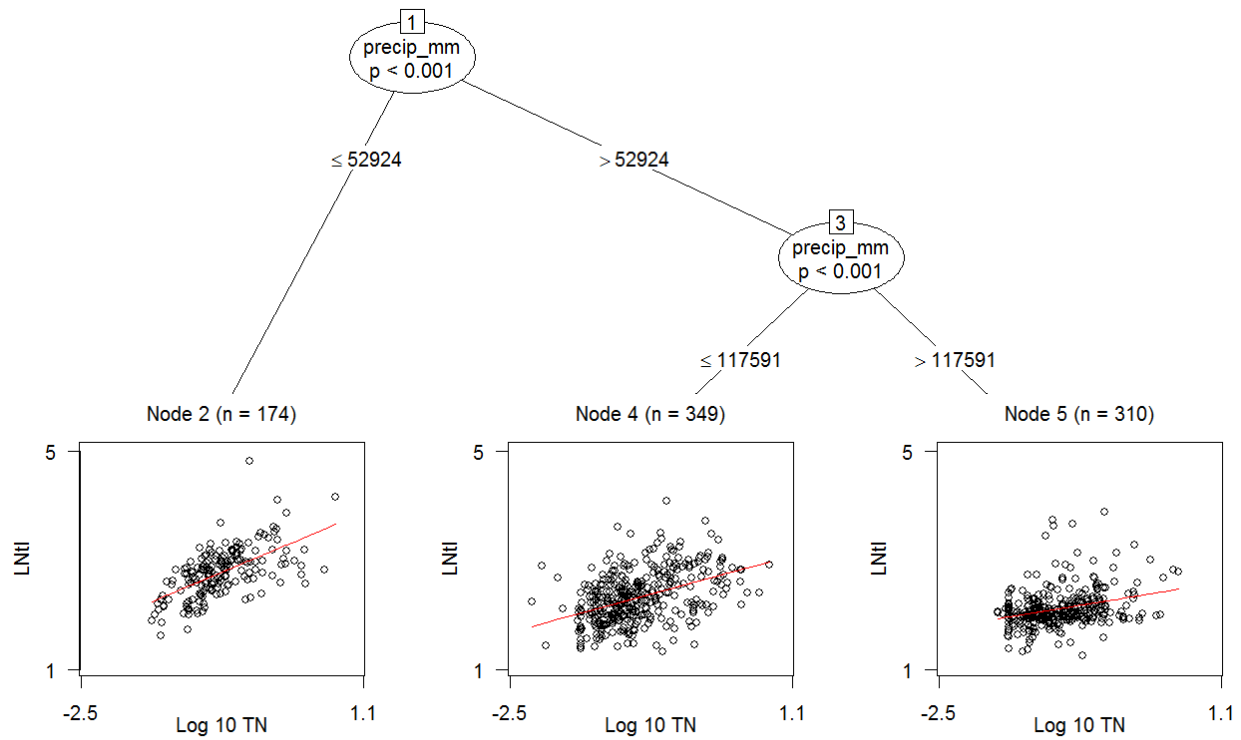 1
precip_mm
p < 0.001
≤ 52924
> 52924
3
precip_mm
p < 0.001
≤ 117591
> 117591
Node 2 (n = 174)
Node 4 (n = 349)
Node 5 (n = 310)
5
1
LNtl
-2.5
1.1
Log 10 TN
5
1
LNtl
-2.5
1.1
Log 10 TN
5
1
LNtl
-2.5
1.1
Log 10 TN